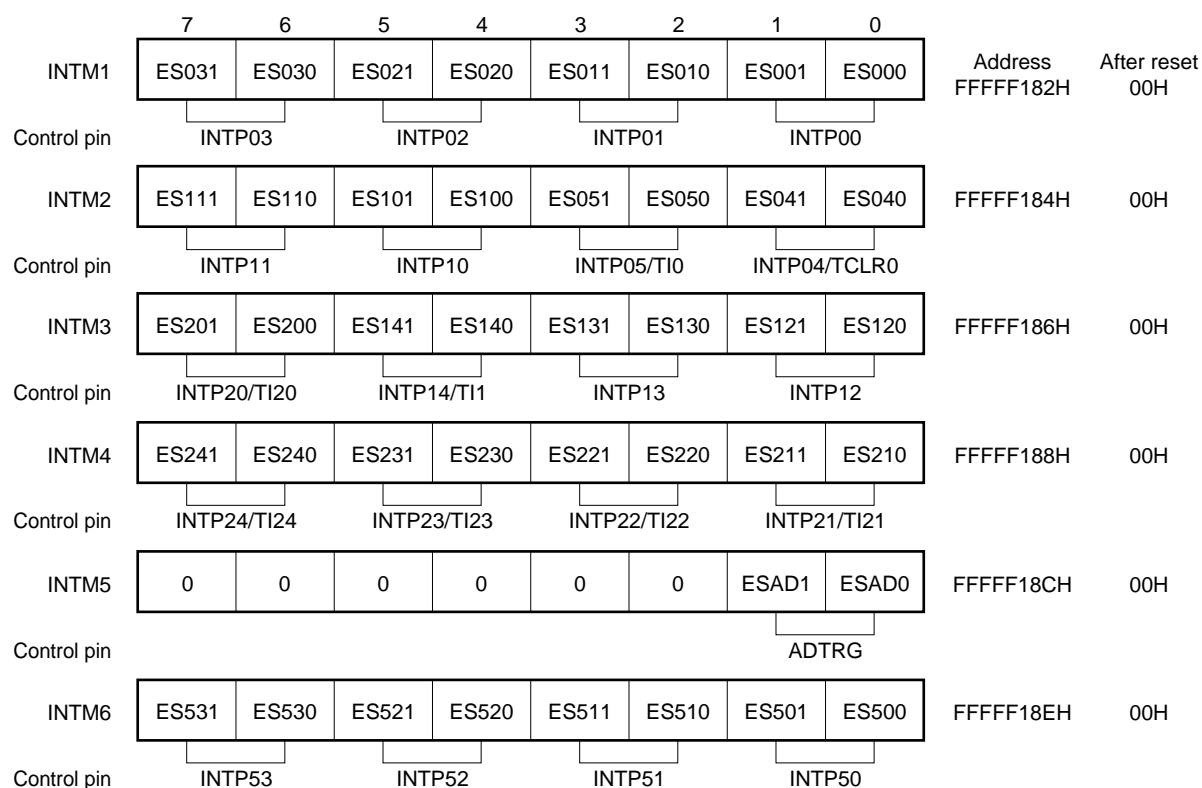 7 6 5 4 3 2 1 0
INTM1 ES031 ES030 ES021 ES020 ES011 ES010 ES001 ES000 Address FFFFF182H After reset 00H
Control pin INTP03 INTP02 INTP01 INTP00
INTM2 ES111 ES110 ES101 ES100 ES051 ES050 ES041 ES040 FFFFF184H 00H
Control pin INTP11 INTP10 INTP05/TI0 INTP04/TCLR0
INTM3 ES201 ES200 ES141 ES140 ES131 ES130 ES121 ES120 FFFFF186H 00H
Control pin INTP20/TI20 INTP14/TI1 INTP13 INTP12
INTM4 ES241 ES240 ES231 ES230 ES221 ES220 ES211 ES210 FFFFF188H 00H
Control pin INTP24/TI24 INTP23/TI23 INTP22/TI22 INTP21/TI21
INTM5 0 0 0 0 0 0 ESAD1 ESAD0 FFFFF18CH 00H
Control pin ADTRG
INTM6 ES531 ES530 ES521 ES520 ES511 ES510 ES501 ES500 FFFFF18EH 00H
Control pin INTP53 INTP52 INTP51 INTP50